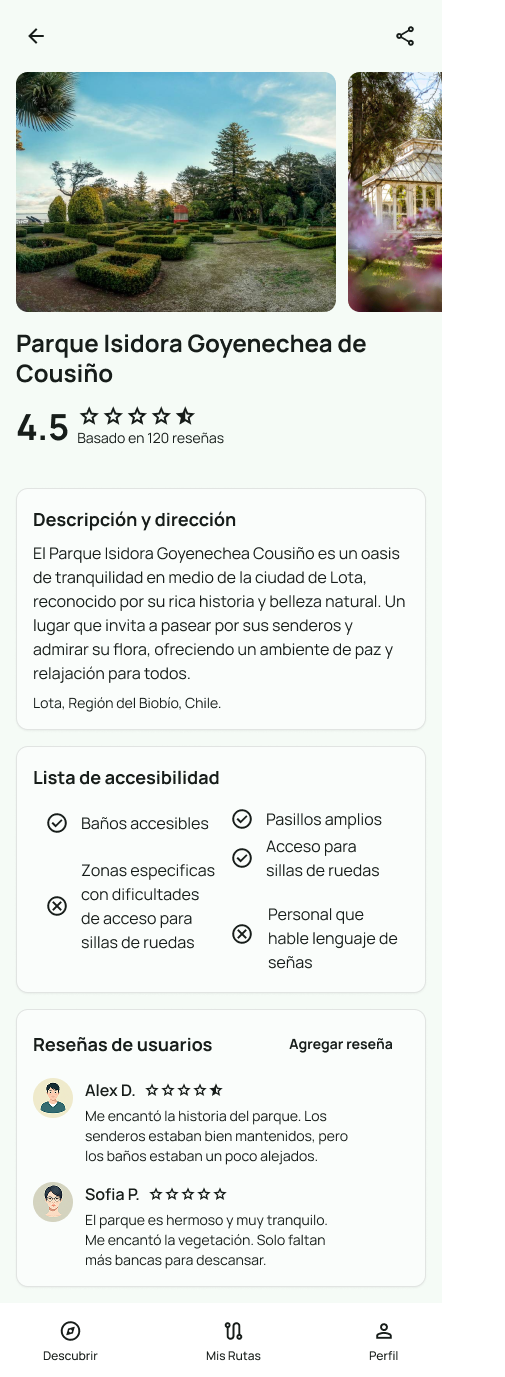 Parque Isidora Goyenechea de
Cousiño
4.5
Basado en 120 reseñas
Descripción y dirección
El Parque Isidora Goyenechea Cousiño es un oasis
de tranquilidad en medio de la ciudad de Lota,
reconocido por su rica historia y belleza natural. Un
lugar que invita a pasear por sus senderos y
admirar su flora, ofreciendo un ambiente de paz y
relajación para todos.
Lota, Región del Biobío, Chile.
Lista de accesibilidad
Baños accesibles
Zonas especificas
con dificultades
de acceso para
sillas de ruedas
Pasillos amplios
Acceso para
sillas de ruedas
Personal que
hable lenguaje de
señas
Reseñas de usuarios
Agregar reseña
Alex D.
Me encantó la historia del parque. Los
senderos estaban bien mantenidos, pero
los baños estaban un poco alejados.
Sofia P.
El parque es hermoso y muy tranquilo.
Me encantó la vegetación. Solo faltan
más bancas para descansar.
Descubrir
Mis Rutas
Perfil